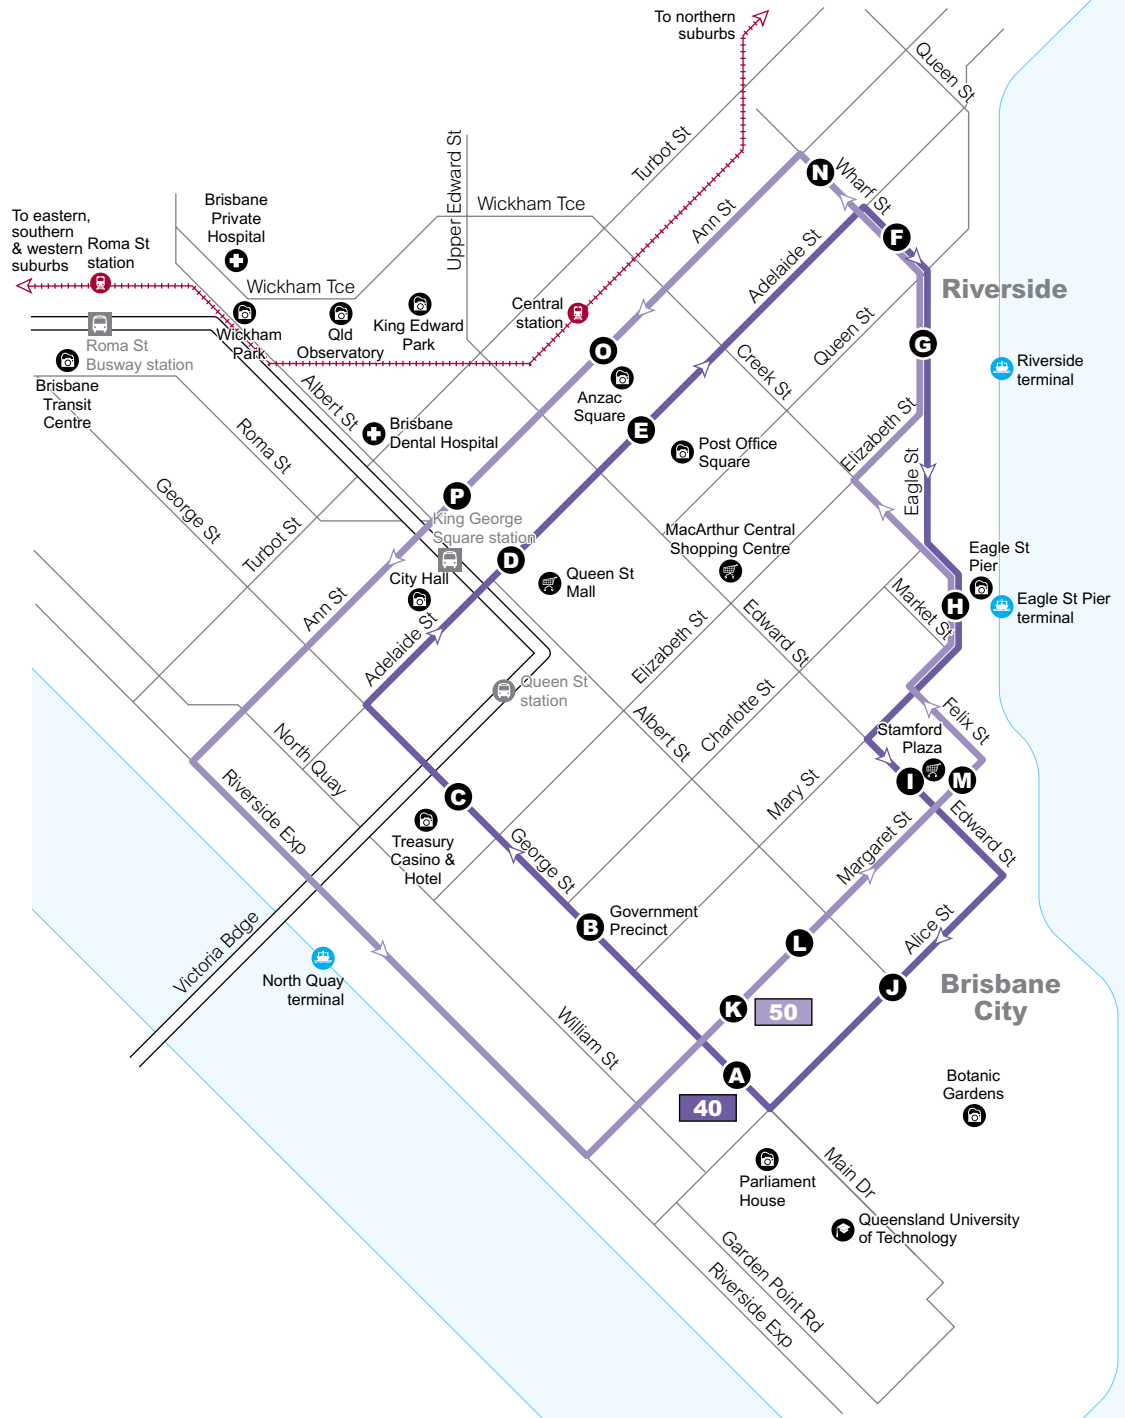 To northern
suburbs
Queen St
Turbot St
Upper Edward St
Wickham Tce
Wharf St
N
Ann St
Brisbane
Private
Hospital
To eastern,
southern
& western
suburbs
Roma St
station
F
Adelaide St
Riverside
Wickham Tce
Central
station
King Edward
Park
Qld
Observatory
Wickham
Park
Roma St
Busway station
Queen St
G
O
Creek St
Riverside
terminal
Brisbane
Transit
Centre
Albert St
Anzac
Square
Brisbane
Dental Hospital
E
Post Office
Square
Elizabeth St
Roma St
Eagle St
George St
P
King George
Square station
Turbot St
MacArthur Central
Shopping Centre
D
Eagle St
Pier
Queen St
Mall
City Hall
Market St
H
Eagle St Pier
terminal
Ann St
Adelaide St
Elizabeth St
Edward St
Queen St
station
Charlotte St
Albert St
Felix St
Stamford
Plaza
North Quay
Riverside Exp
Mary St
I
M
C
Treasury
Casino &
Hotel
George St
Margaret St
Edward St
B
Government
Precinct
Alice St
L
Victoria Bdge
North Quay
terminal
J
Brisbane
City
K
50
William St
A
40
Botanic
Gardens
Parliament
House
Main Dr
Queensland University
of Technology
Garden Point Rd
Riverside Exp